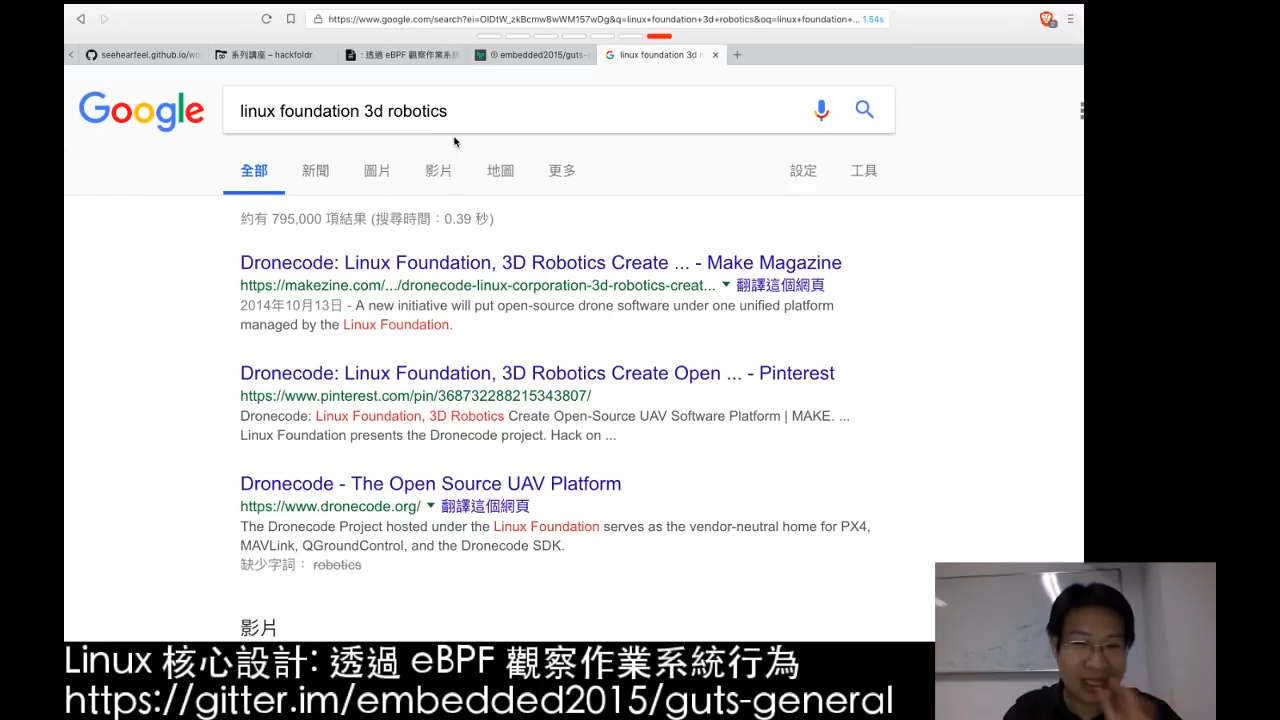 https://www.google.com/search?ei=OIDtW_zkBcmw8wWM157wDg&q=linux+foundation+3d+robotics&oq=linux+foundation+... 1.54s
seehearfeel.github.io/wo
系列講座 – hackfoldr
: 透過 eBPF 觀察作業系統
embedded2015/guts-
linux foundation 3d r
Google
linux foundation 3d robotics
全部 新聞 圖片 影片 地圖 更多 設定 工具
約有 795,000 項結果 (搜尋時間：0.39 秒)
Dronecode: Linux Foundation, 3D Robotics Create ... - Make Magazine
https://makezine.com/.../dronecode-linux-corporation-3d-robotics-creat... 翻譯這個網頁
2014年10月13日 - A new initiative will put open-source drone software under one unified platform
managed by the Linux Foundation.
Dronecode: Linux Foundation, 3D Robotics Create Open ... - Pinterest
https://www.pinterest.com/pin/368732288215343807/
Dronecode: Linux Foundation, 3D Robotics Create Open-Source UAV Software Platform | MAKE. ...
Linux Foundation presents the Dronecode project. Hack on ...
Dronecode - The Open Source UAV Platform
https://www.dronecode.org/ 翻譯這個網頁
The Dronecode Project hosted under the Linux Foundation serves as the vendor-neutral home for PX4,
MAVLink, QGroundControl, and the Dronecode SDK.
缺少字詞： robotics
影片
Linux 核心設計: 透過 eBPF 觀察作業系統行為
https://gitter.im/embedded2015/guts-general